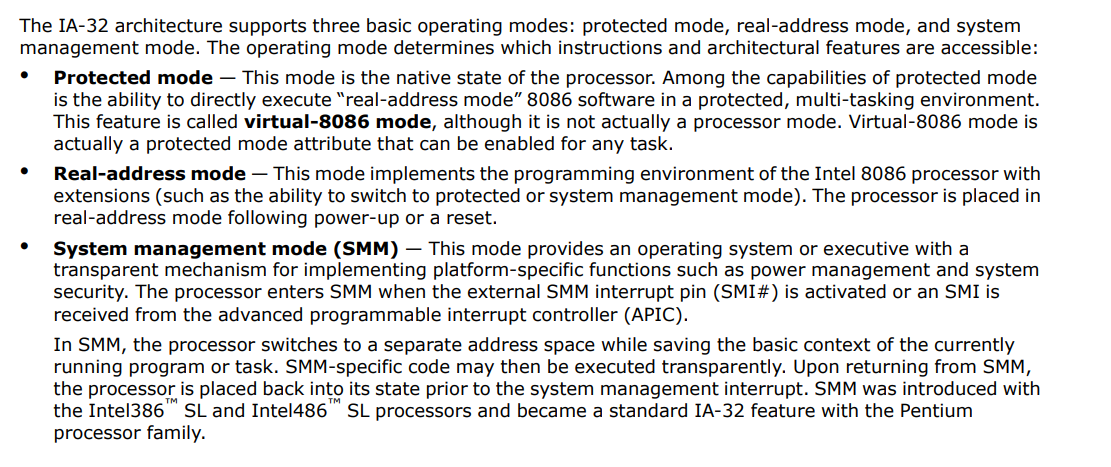 The IA-32 architecture supports three basic operating modes: protected mode, real-address mode, and system
management mode. The operating mode determines which instructions and architectural features are accessible:
• Protected mode — This mode is the native state of the processor. Among the capabilities of protected mode
is the ability to directly execute “real-address mode” 8086 software in a protected, multi-tasking environment.
This feature is called virtual-8086 mode, although it is not actually a processor mode. Virtual-8086 mode is
actually a protected mode attribute that can be enabled for any task.
• Real-address mode — This mode implements the programming environment of the Intel 8086 processor with
extensions (such as the ability to switch to protected or system management mode). The processor is placed in
real-address mode following power-up or a reset.
• System management mode (SMM) — This mode provides an operating system or executive with a
transparent mechanism for implementing platform-specific functions such as power management and system
security. The processor enters SMM when the external SMM interrupt pin (SMI#) is activated or an SMI is
received from the advanced programmable interrupt controller (APIC).
In SMM, the processor switches to a separate address space while saving the basic context of the currently
running program or task. SMM-specific code may then be executed transparently. Upon returning from SMM,
the processor is placed back into its state prior to the system management interrupt. SMM was introduced with
the Intel386™ SL and Intel486™ SL processors and became a standard IA-32 feature with the Pentium
processor family.